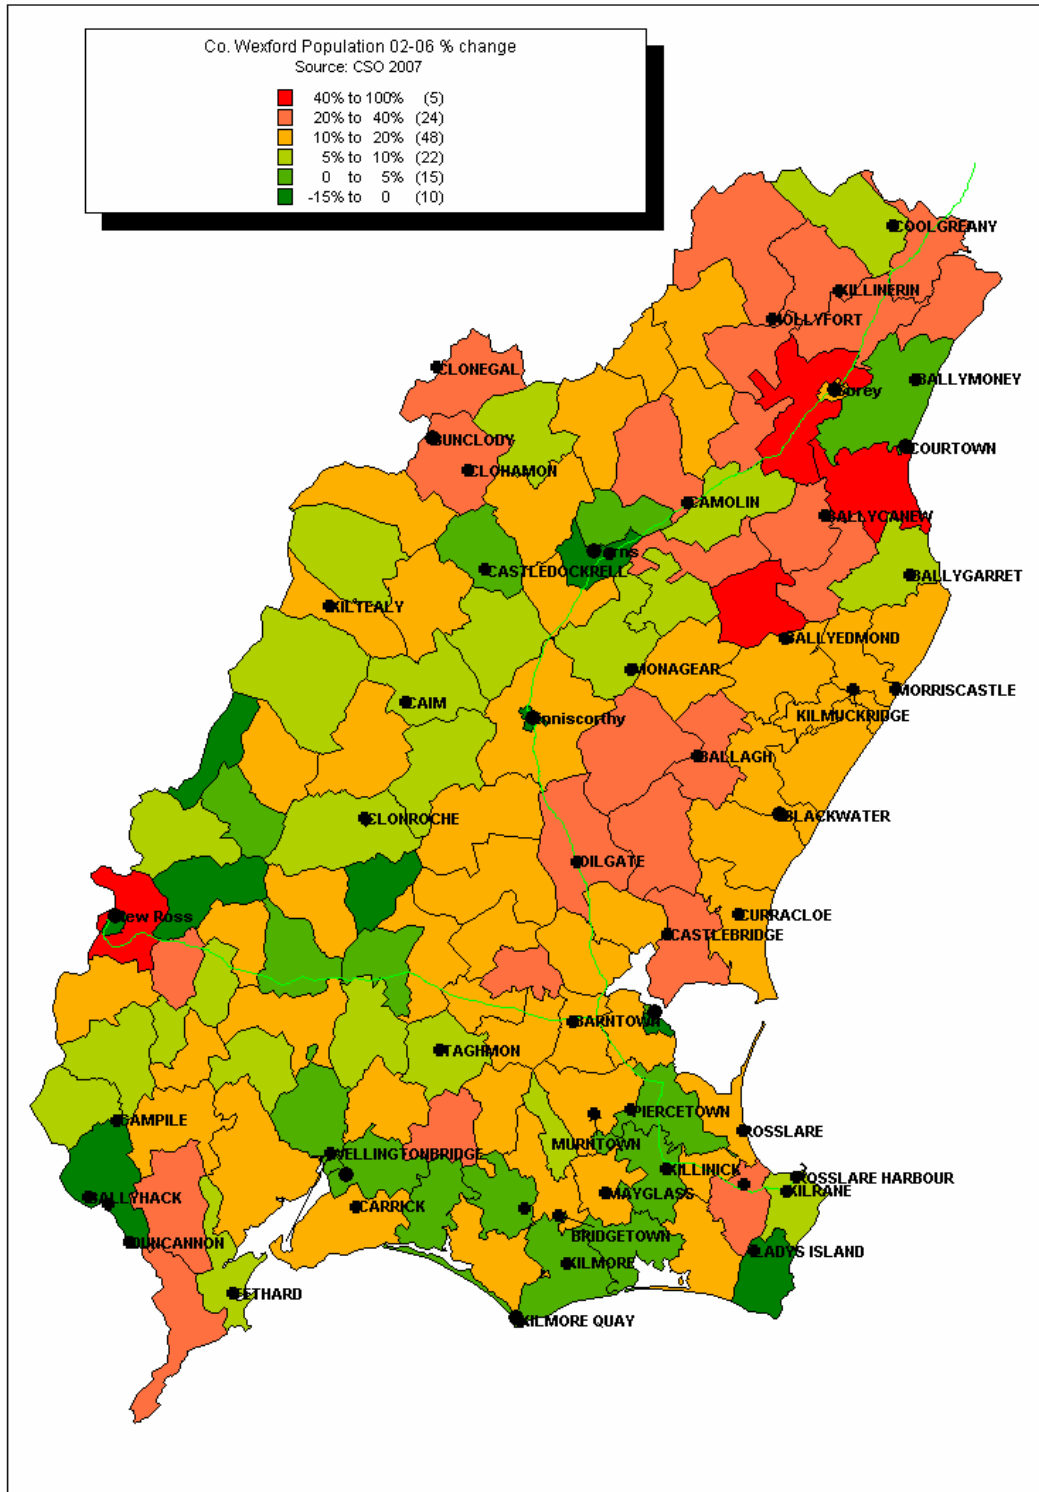 Co. Wexford Population 02-06 % change
Source: CSO 2007
40% to 100% (5)
20% to 40% (24)
10% to 20% (48)
5% to 10% (22)
0 to 5% (15)
-15% to 0 (10)
COOLGREANY
KILLINERIN
HOLLYFORT
CLONEGAL
BALLYMONEY
Gorey
BUNCLODY
COURTOWN
CLOHAMON
CAMOLIN
BALLYCANEW
Ferns
CASTLEDOCKRELL
BALLYGARRET
KILTEALY
BALLYEDMOND
MONAGEAR
MORRISCASTLE
CAIM
KILMUCKRIDGE
Enniscorthy
BALLAGH
BLACKWATER
CLONROCHE
OILGATE
New Ross
CURRACLOE
CASTLEBRIDGE
BARNTOWN
TAGHMON
CAMPILE
PIERCETOWN
ROSSLARE
MURNTOWN
WELLINGTONBRIDGE
KILLINICK
ROSSLARE HARBOUR
KILRANE
BALLYHACK
MAYGLASS
CARRICK
BRIDGETOWN
DUNCANNON
LADYS ISLAND
KILMORE
FETHARD
KILMORE QUAY